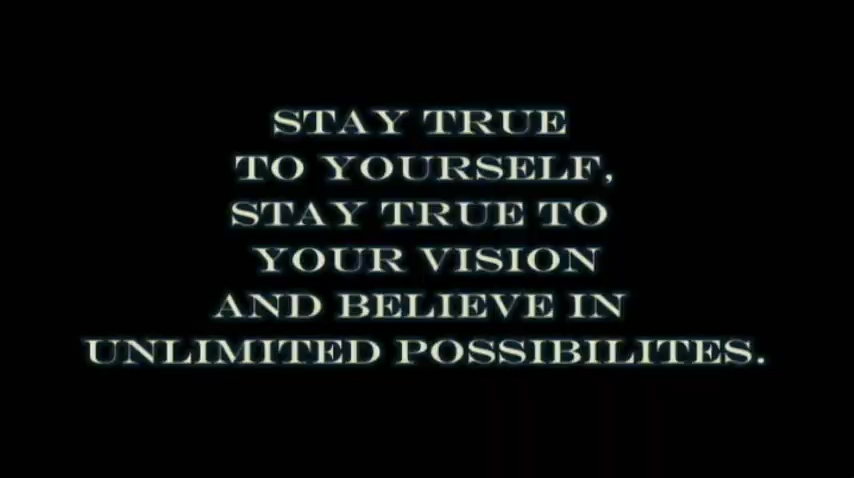 STAY TRUE
TO YOURSELF,
STAY TRUE TO
YOUR VISION
AND BELIEVE IN
UNLIMITED POSSIBILITES.